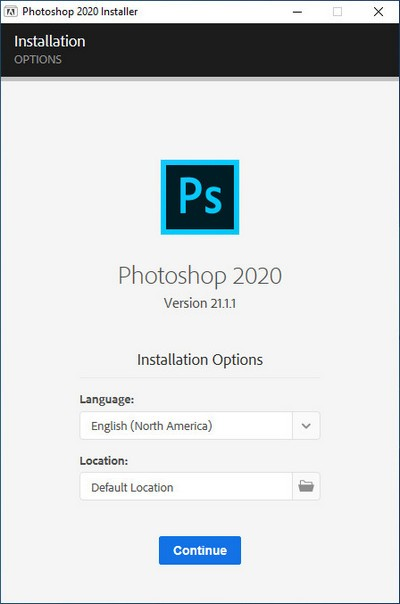 Photoshop 2020 Installer
Installation
OPTIONS
Ps
Photoshop 2020
Version 21.1.1
Installation Options
Language:
English (North America)
Location:
Default Location
Continue